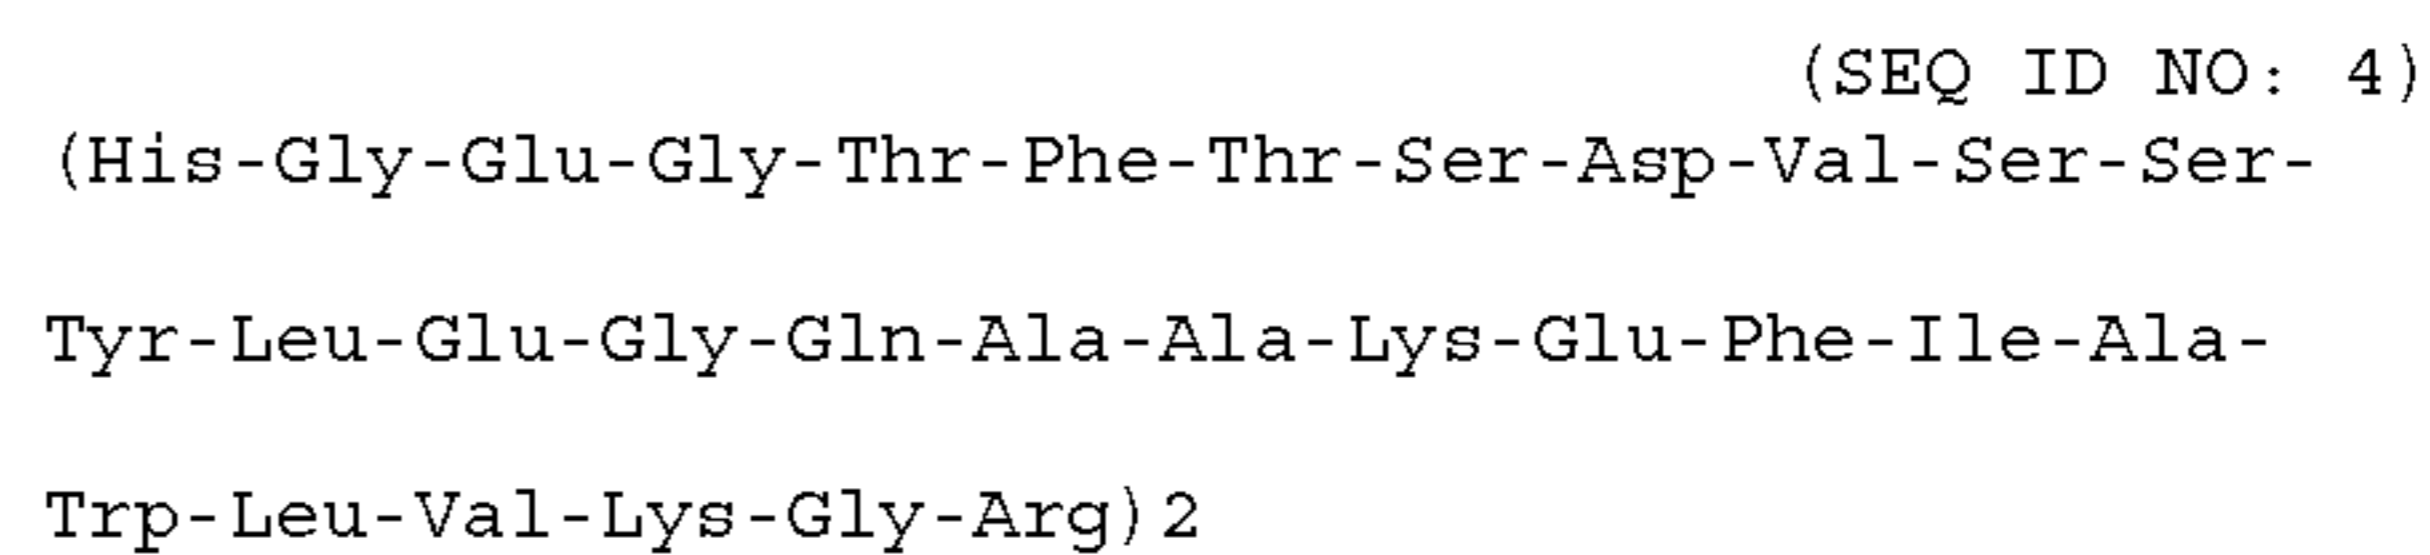 (SEQ ID NO: 4)
(His-Gly-Glu-Gly-Thr-Phe-Thr-Ser-Asp-Val-Ser-Ser-
Tyr-Leu-Glu-Gly-Gln-Ala-Ala-Lys-Glu-Phe-Ile-Ala-
Trp-Leu-Val-Lys-Gly-Arg)2